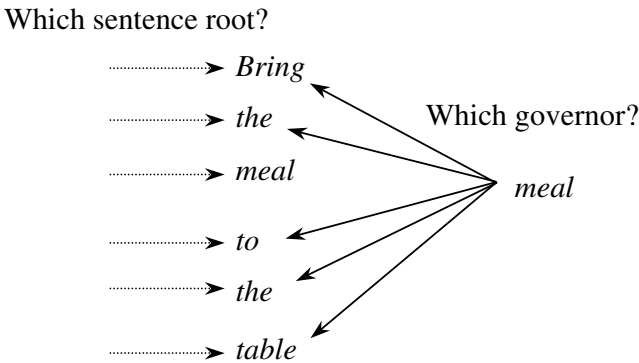 Which sentence root?
Bring
the
Which governor?
meal
meal
to
the
table